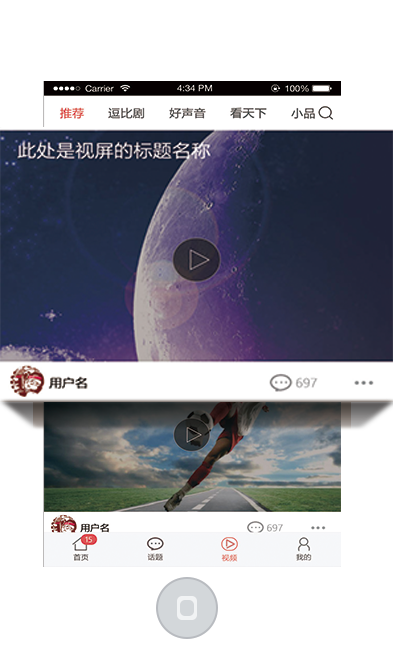 Carrier 4:34 PM 100%
推荐 逗比剧 好声音 看天下 小品
此处是视屏的标题名称
用户名 697
用户名 697
15
首页 话题 视频 我的